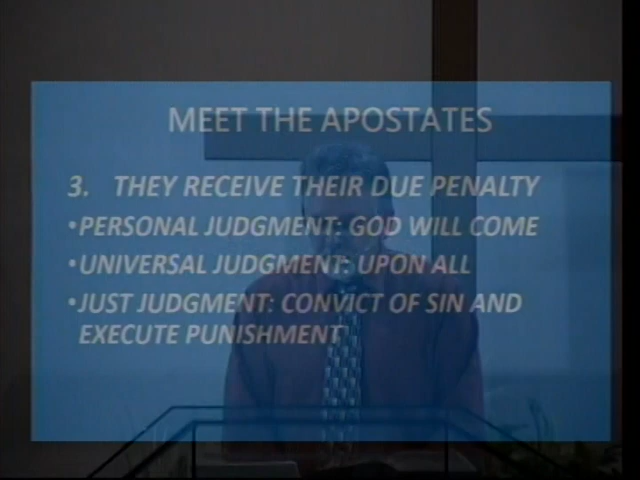 MEET THE APOSTATES
3. THEY RECEIVE THEIR DUE PENALTY
•PERSONAL JUDGMENT: GOD WILL COME
•UNIVERSAL JUDGMENT: UPON ALL
•JUST JUDGMENT: CONVICT OF SIN AND
EXECUTE PUNISHMENT